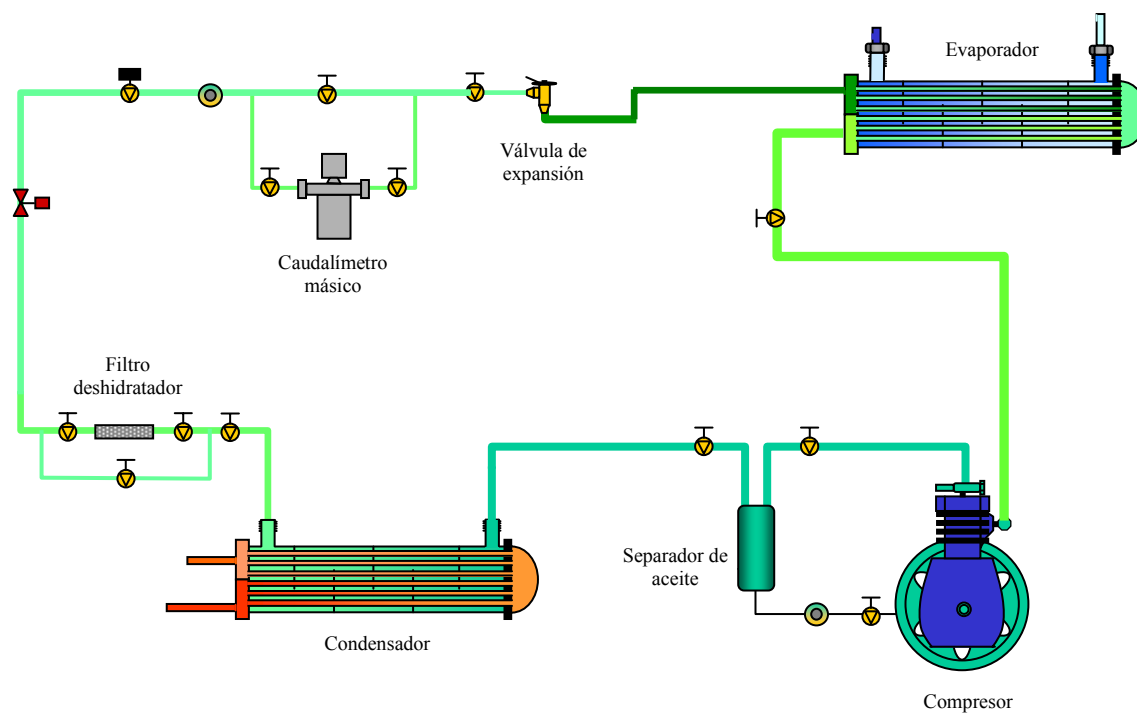 Evaporador
Válvula de
expansión
Caudalímetro
másico
Filtro
deshidratador
Separador de
aceite
Condensador
Compresor